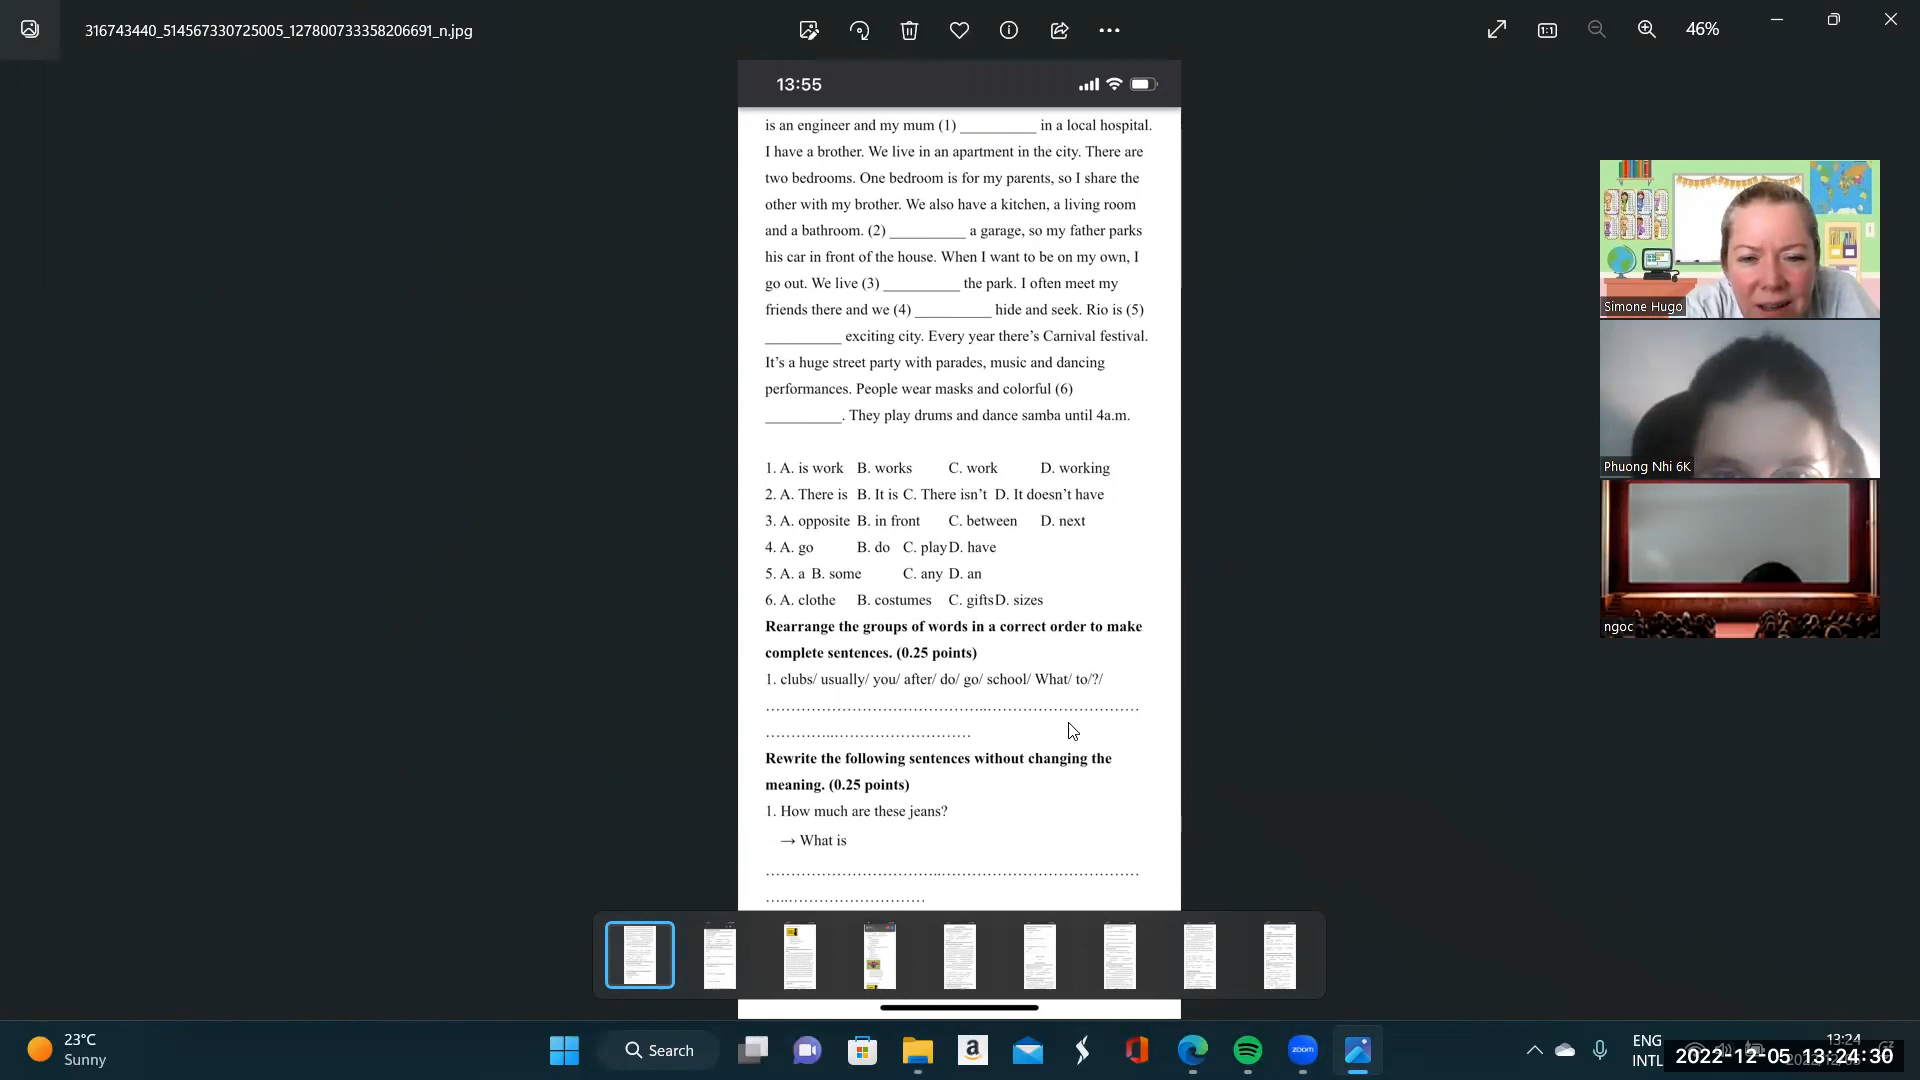 316743440_514567330725005_127800733358206691_n.jpg
46%
13:55
is an engineer and my mum (1) __________ in a local hospital.
I have a brother. We live in an apartment in the city. There are
two bedrooms. One bedroom is for my parents, so I share the
other with my brother. We also have a kitchen, a living room
and a bathroom. (2) __________ a garage, so my father parks
his car in front of the house. When I want to be on my own, I
go out. We live (3) __________ the park. I often meet my
friends there and we (4) __________ hide and seek. Rio is (5)
__________ exciting city. Every year there's Carnival festival.
It's a huge street party with parades, music and dancing
performances. People wear masks and colorful (6)
__________. They play drums and dance samba until 4a.m.
1. A. is work B. works C. work D. working
2. A. There is B. It is C. There isn't D. It doesn't have
3. A. opposite B. in front C. between D. next
4. A. go B. do C. play D. have
5. A. a B. some C. any D. an
6. A. clothe B. costumes C. gifts D. sizes
Rearrange the groups of words in a correct order to make
complete sentences. (0.25 points)
1. clubs/ usually/ you/ after/ do/ go/ school/ What/ to/?/
Rewrite the following sentences without changing the
meaning. (0.25 points)
1. How much are these jeans?
→ What is
Simone Hugo
Phuong Nhi 6K
ngoc
23°C
Sunny
Search
zoom
ENG
INTL
13:24
2022-12-05 13:24:30